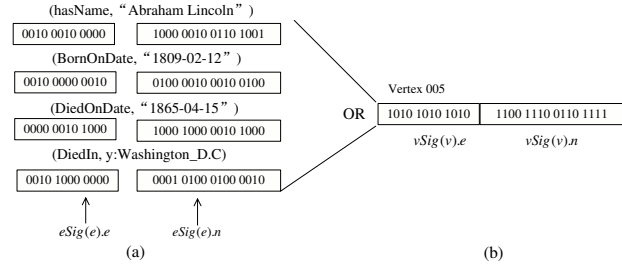 (hasName, “Abraham Lincoln” )
0010 0010 0000 1000 0010 0110 1001
(BornOnDate, “1809-02-12” )
0010 0000 0010 0100 0010 0010 0100
(DiedOnDate, “1865-04-15” )
0000 0010 1000 1000 1000 0010 1000
(DiedIn, y:Washington_D.C)
0010 1000 0000 0001 0100 0100 0010
eSig(e).e eSig(e).n
(a)
Vertex 005
OR 1010 1010 1010 1100 1110 0110 1111
vSig(v).e vSig(v).n
(b)